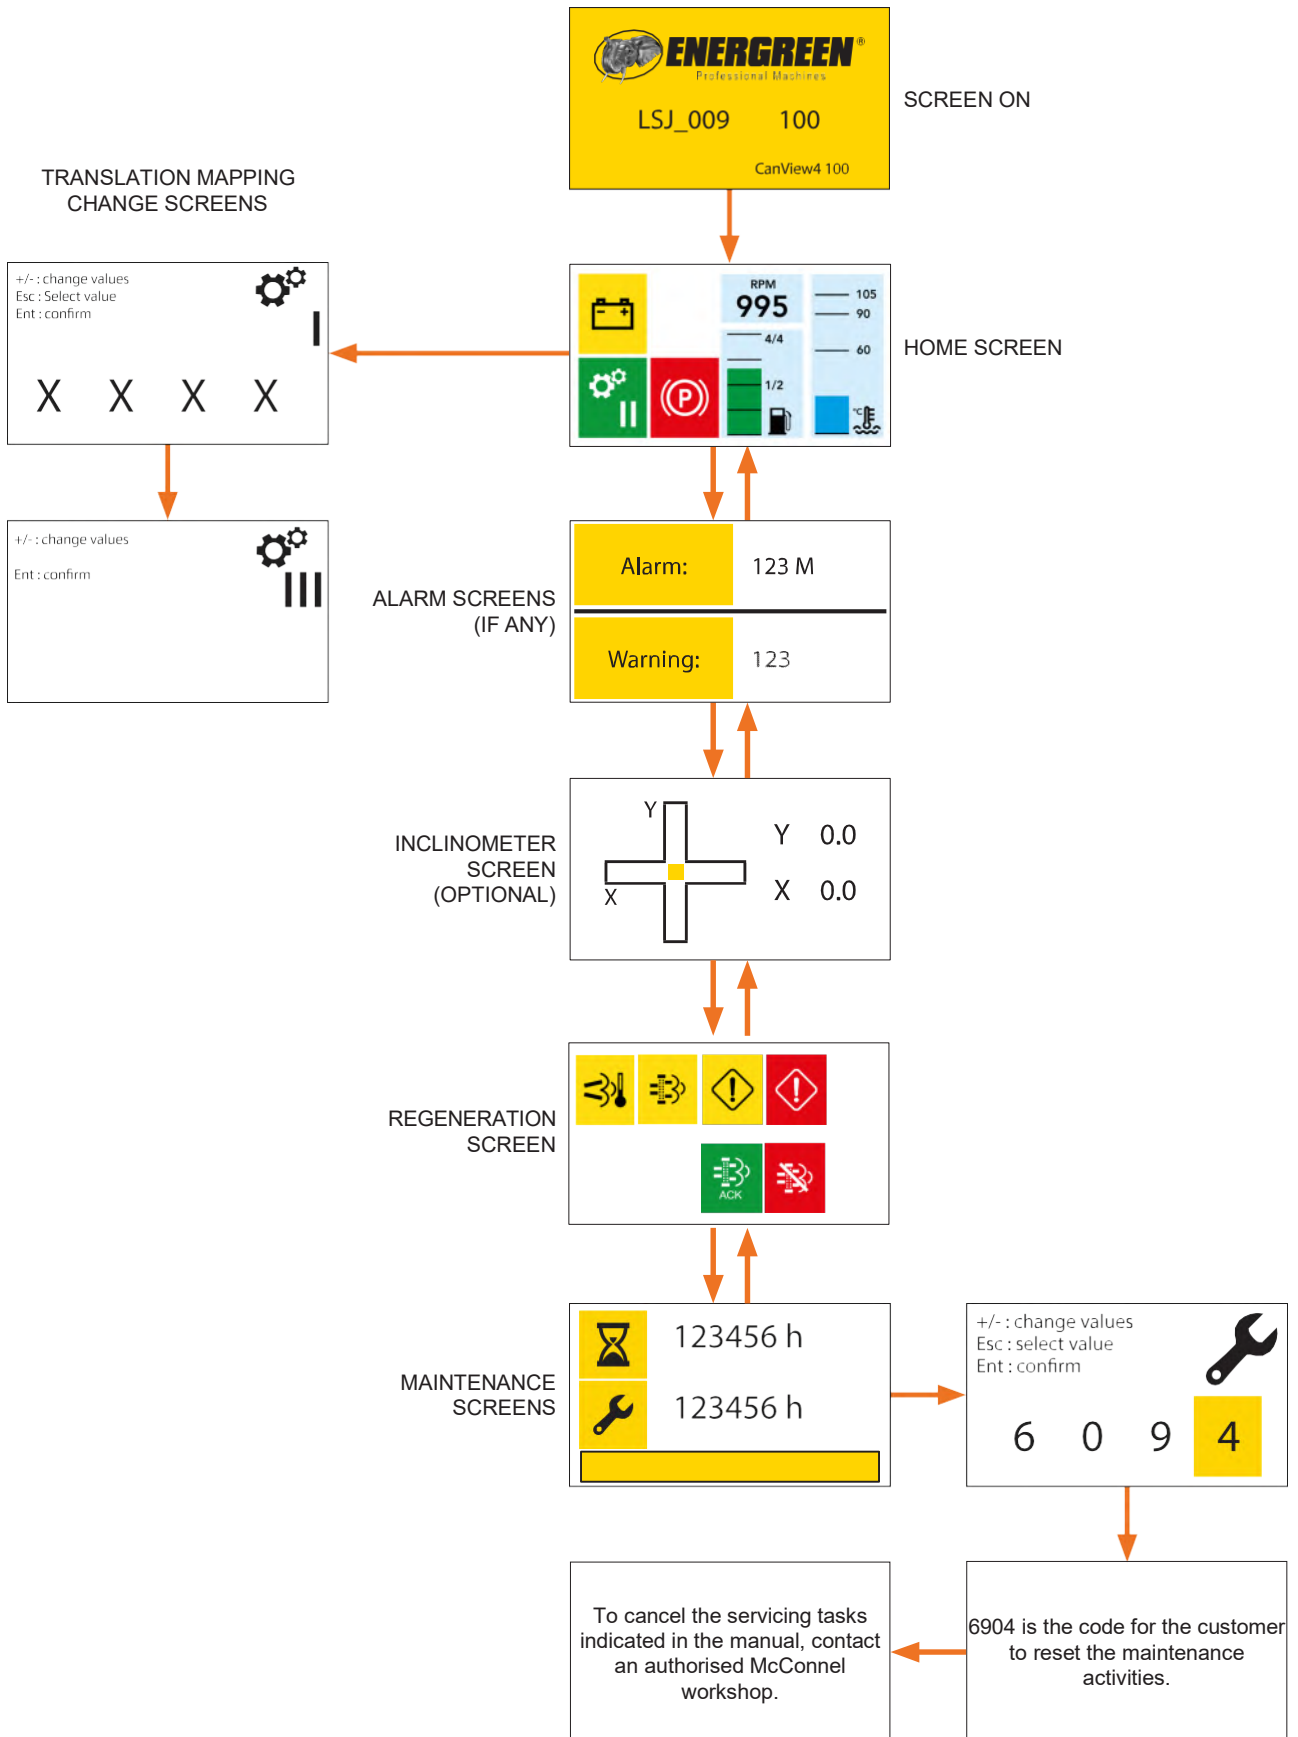 ENERGREEN®
Professional Machines
LSJ_009 100
CanView4 100
SCREEN ON
TRANSLATION MAPPING
CHANGE SCREENS
+/- : change values
Esc : Select value
Ent : confirm
I
X X X X
RPM
995
4/4
1/2
105
90
60
°C
II
P
HOME SCREEN
+/- : change values
Ent : confirm
III
ALARM SCREENS
(IF ANY)
Alarm: 123 M
Warning: 123
INCLINOMETER
SCREEN
(OPTIONAL)
Y
X
Y 0.0
X 0.0
REGENERATION
SCREEN
ACK
MAINTENANCE
SCREENS
123456 h
123456 h
+/- : change values
Esc : select value
Ent : confirm
6 0 9 4
To cancel the servicing tasks
indicated in the manual, contact
an authorised McConnel
workshop.
6904 is the code for the customer
to reset the maintenance
activities.